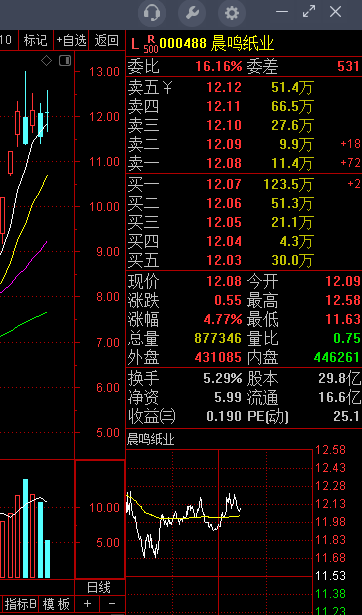 10 标记 +自选 返回
L R 500 000488 晨鸣纸业
委比 16.16% 委差 531
卖五 ¥ 12.12 51.4万
卖四 12.11 66.5万
卖三 12.10 27.6万
卖二 12.09 9.9万 +18
卖一 12.08 11.4万 +72
买一 12.07 123.5万 +2
买二 12.06 51.3万
买三 12.05 21.1万
买四 12.04 4.3万
买五 12.03 30.0万
现价 12.08 今开 12.09
涨跌 0.55 最高 12.58
涨幅 4.77% 最低 11.63
总量 877346 量比 0.75
外盘 431085 内盘 446261
换手 5.29% 股本 29.8亿
净资 5.99 流通 16.6亿
收益㈢ 0.190 PE(动) 25.1
13.00
12.00
11.00
10.00
9.00
8.00
7.00
6.00
5.00
晨鸣纸业
12.58
12.43
12.28
12.13
11.98
11.83
11.68
11.53
11.38
11.23
10.00
5.00
日线
指标B 模板 + −